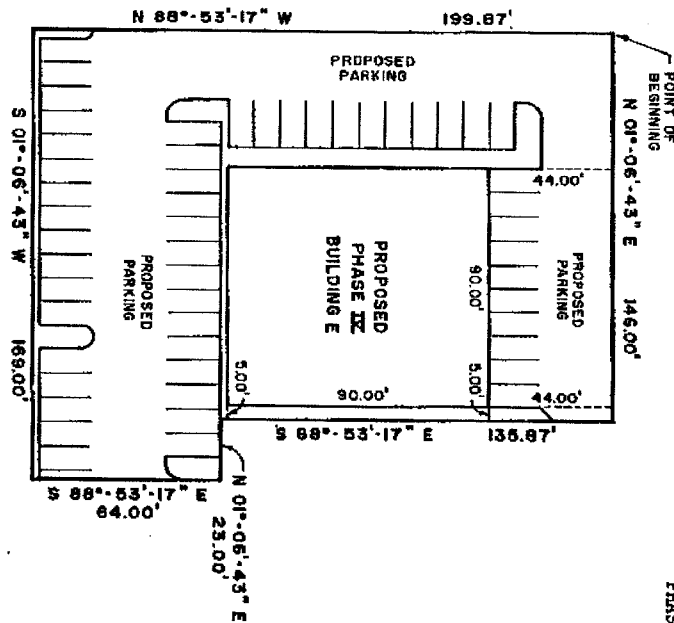 N 88°-53'-17" W
199.87'
POINT OF
BEGINNING
PROPOSED
PARKING
N 01°-06'-43" E
146.00'
44.00'
S 01°-06'-43" W
169.00'
PROPOSED
PARKING
PROPOSED
PHASE IV
BUILDING E
90.00'
PROPOSED
PARKING
5.00'
90.00'
5.00'
44.00'
S 88°-53'-17" E
135.87'
S 88°-53'-17" E
64.00'
N 01°-06'-43" E
23.00'